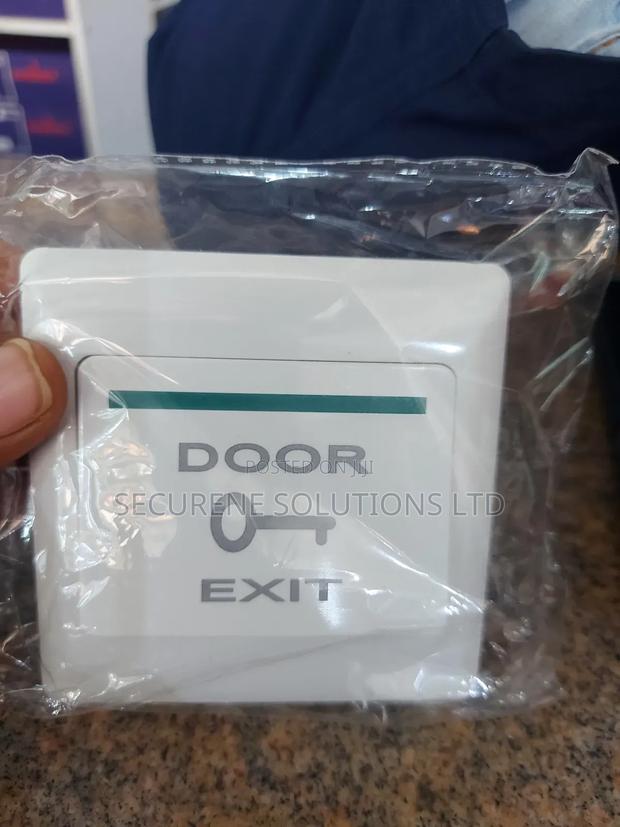 DOOR
POSTED ON JIJI
SECURENE SOLUTIONS LTD
EXIT